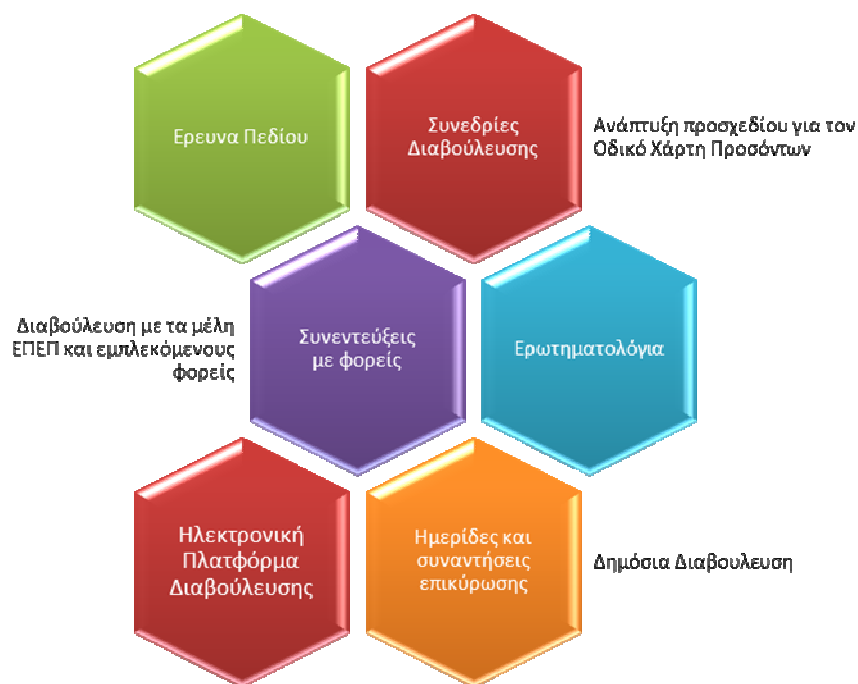 Ερευνα Πεδίου
Συνεδρίες
Διαβούλευσης
Ανάπτυξη προσχεδίου για τον
Οδικό Χάρτη Προσόντων
Διαβούλευση με τα μέλη
ΕΠΕΠ και εμπλεκόμενους
φορείς
Συνεντεύξεις
με φορείς
Ερωτηματολόγια
Ηλεκτρονική
Πλατφόρμα
Διαβούλευσης
Ημερίδες και
συναντήσεις
επικύρωσης
Δημόσια Διαβουλευση